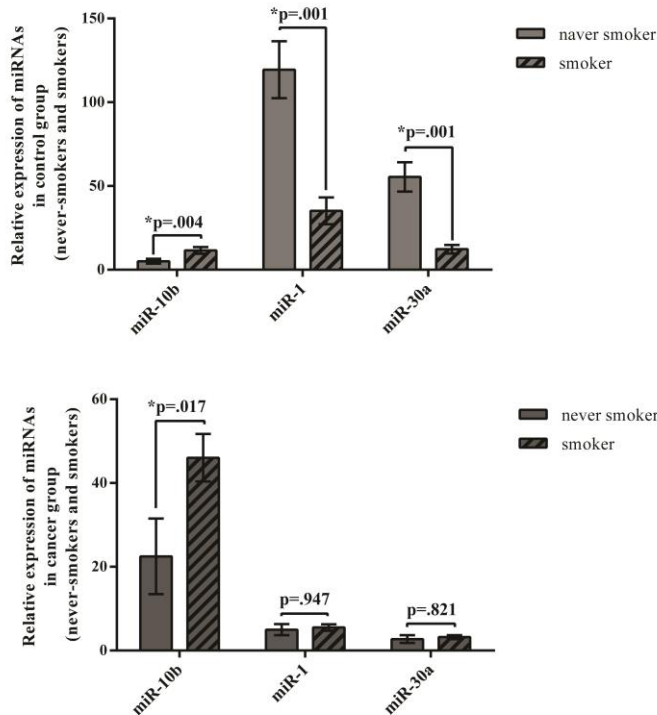 Relative expression of miRNAs
in control group
(never-smokers and smokers)
150
100
50
0
*p=.004
*p=.001
*p=.001
miR-10b
miR-1
miR-30a
naver smoker
smoker
Relative expression of miRNAs
in cancer group
(never-smokers and smokers)
60
40
20
0
*p=.017
p=.947
p=.821
miR-10b
miR-1
miR-30a
never smoker
smoker